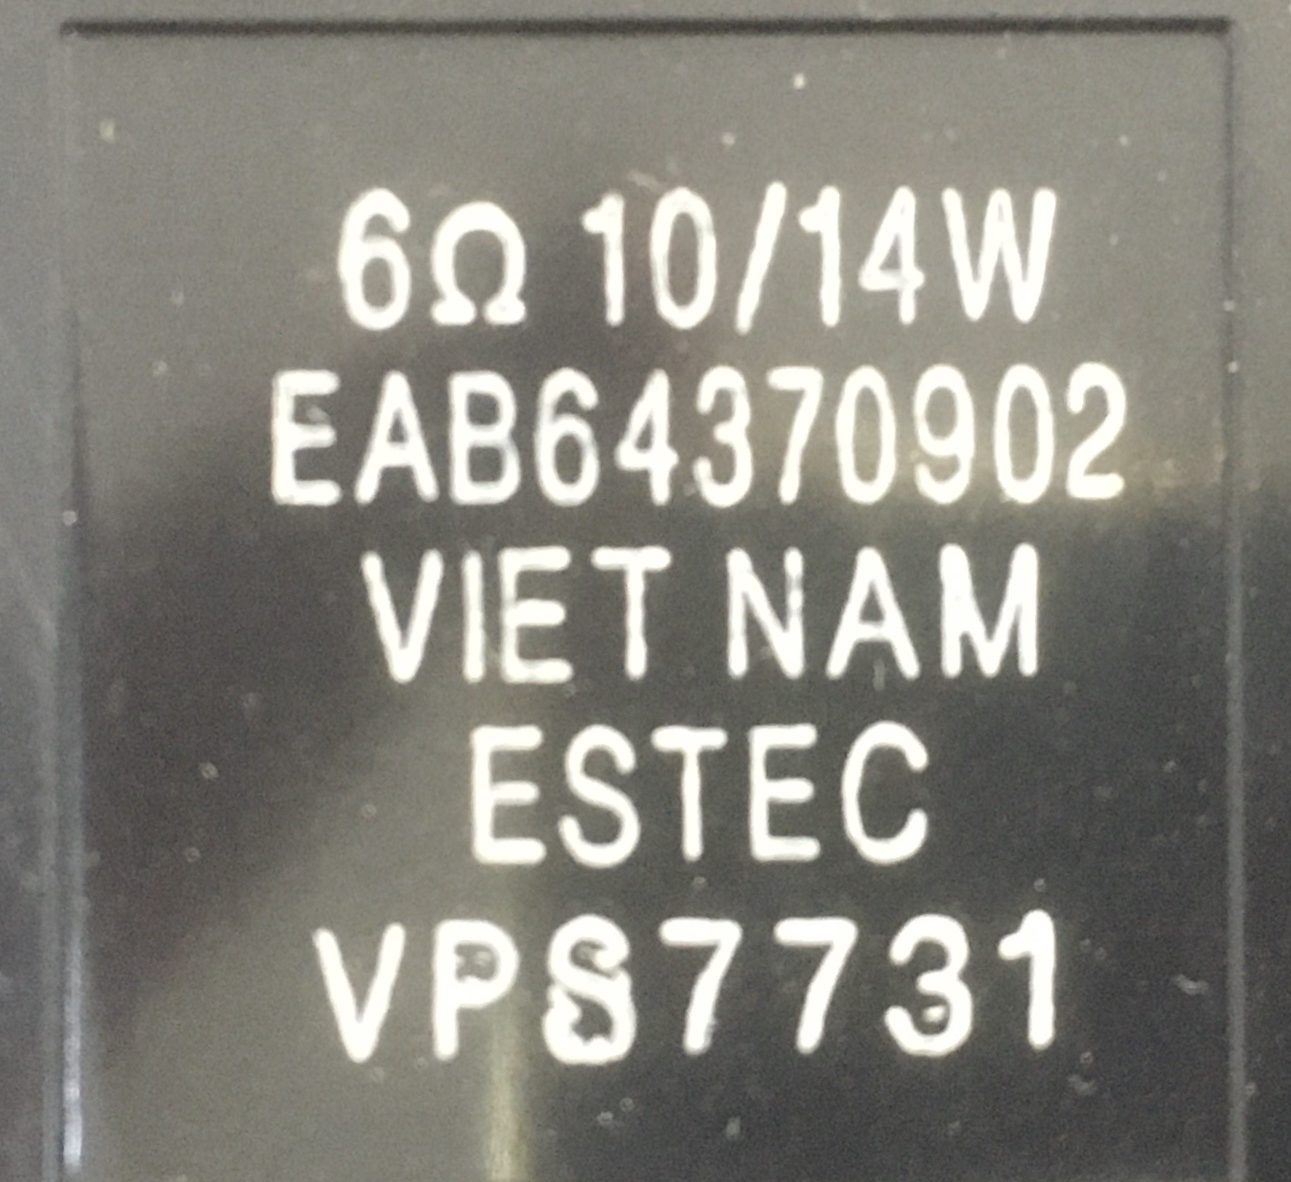 6Ω 10/14W
EAB64370902
VIET NAM
ESTEC
VPS7731